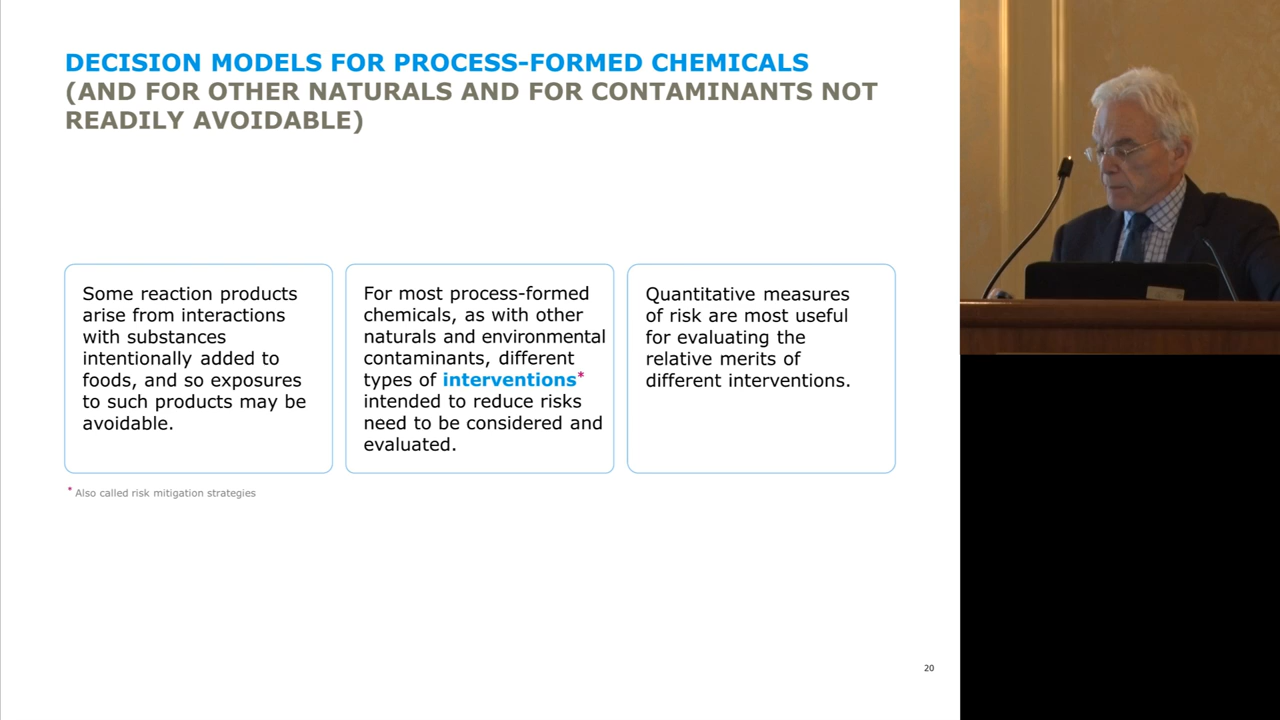 DECISION MODELS FOR PROCESS-FORMED CHEMICALS
(AND FOR OTHER NATURALS AND FOR CONTAMINANTS NOT
READILY AVOIDABLE)
Some reaction products
arise from interactions
with substances
intentionally added to
foods, and so exposures
to such products may be
avoidable.
For most process-formed
chemicals, as with other
naturals and environmental
contaminants, different
types of interventions*
intended to reduce risks
need to be considered and
evaluated.
Quantitative measures
of risk are most useful
for evaluating the
relative merits of
different interventions.
* Also called risk mitigation strategies
20